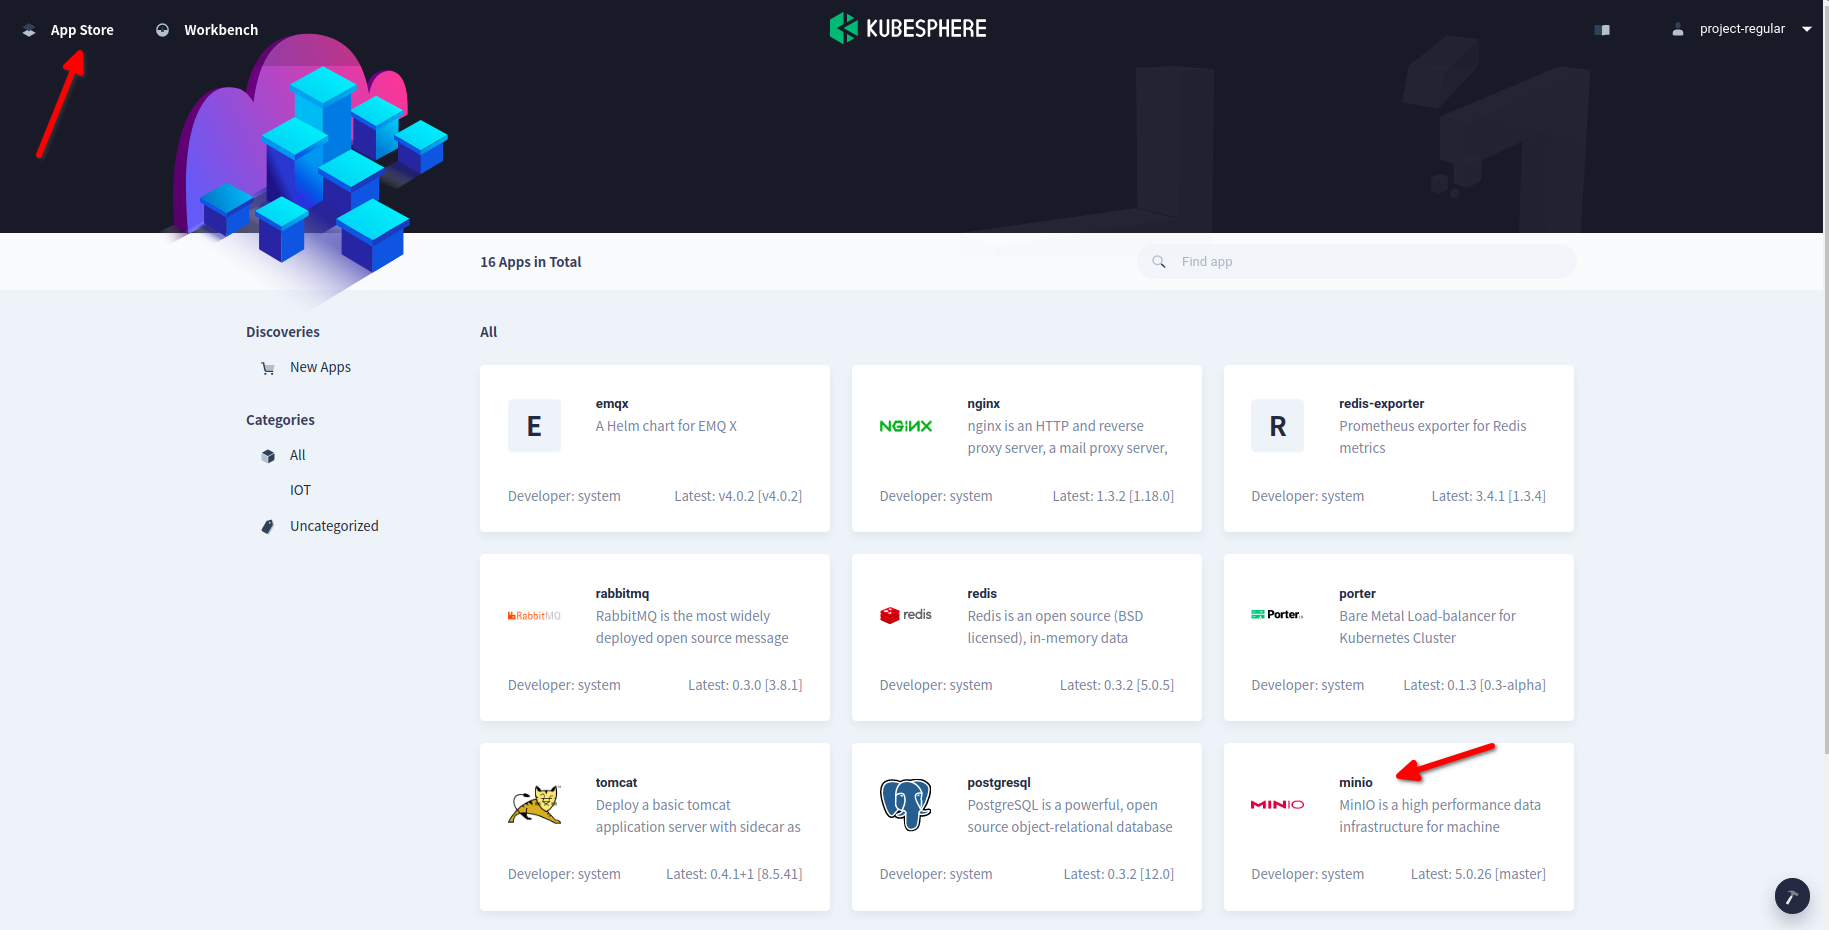 App Store
Workbench
KUBESPHERE
project-regular
16 Apps in Total
Find app
Discoveries
New Apps
Categories
All
IOT
Uncategorized
All
E
emqx
A Helm chart for EMQ X
Developer: system
Latest: v4.0.2 [v4.0.2]
NGINX
nginx
nginx is an HTTP and reverse
proxy server, a mail proxy server,
Developer: system
Latest: 1.3.2 [1.18.0]
R
redis-exporter
Prometheus exporter for Redis
metrics
Developer: system
Latest: 3.4.1 [1.3.4]
RabbitMQ
rabbitmq
RabbitMQ is the most widely
deployed open source message
Developer: system
Latest: 0.3.0 [3.8.1]
redis
redis
Redis is an open source (BSD
licensed), in-memory data
Developer: system
Latest: 0.3.2 [5.0.5]
Porter
porter
Bare Metal Load-balancer for
Kubernetes Cluster
Developer: system
Latest: 0.1.3 [0.3-alpha]
tomcat
Deploy a basic tomcat
application server with sidecar as
Developer: system
Latest: 0.4.1+1 [8.5.41]
postgresql
PostgreSQL is a powerful, open
source object-relational database
Developer: system
Latest: 0.3.2 [12.0]
MINIO
minio
MinIO is a high performance data
infrastructure for machine
Developer: system
Latest: 5.0.26 [master]